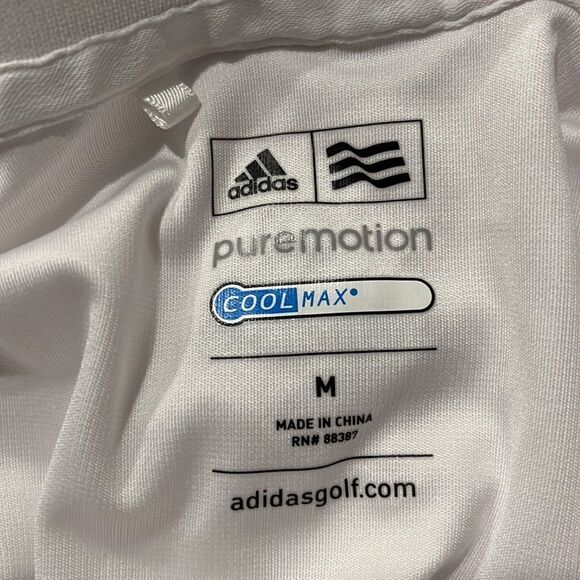 adidas
puremotion
COOLMAX
M
MADE IN CHINA
RN# 88387
adidasgolf.com